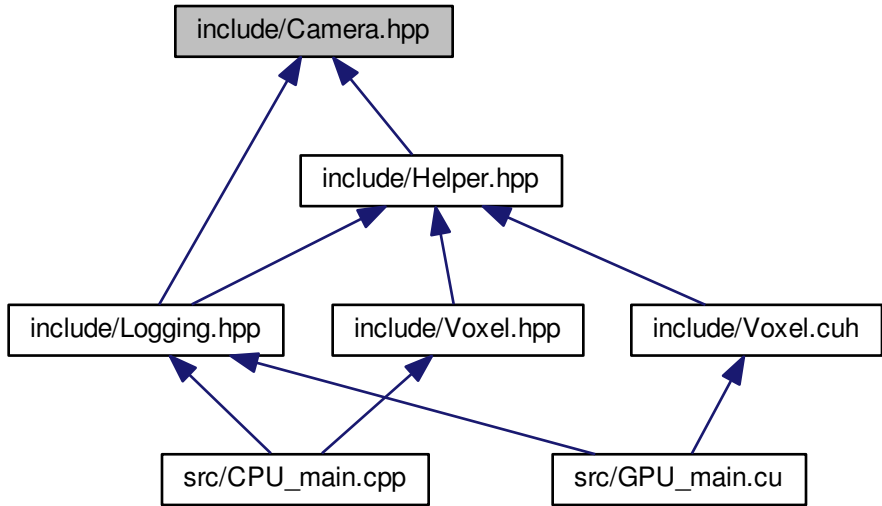 include/Camera.hpp
include/Helper.hpp
include/Logging.hpp
include/Voxel.hpp
include/Voxel.cuh
src/CPU_main.cpp
src/GPU_main.cu